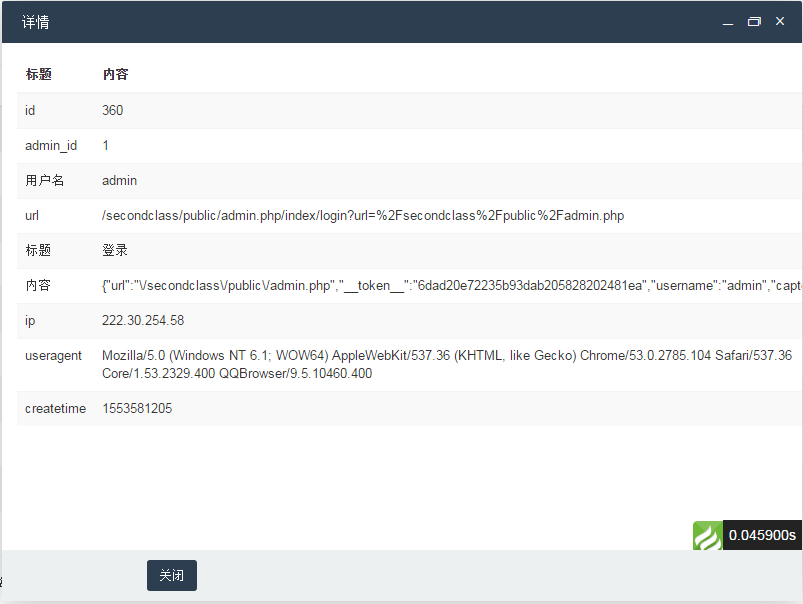 详情
标题 内容
id 360
admin_id 1
用户名 admin
url /secondclass/public/admin.php/index/login?url=%2Fsecondclass%2Fpublic%2Fadmin.php
标题 登录
内容 {"url":"\/secondclass\/public\/admin.php","__token__":"6dad20e72235b93dab205828202481ea","username":"admin","capt
ip 222.30.254.58
useragent Mozilla/5.0 (Windows NT 6.1; WOW64) AppleWebKit/537.36 (KHTML, like Gecko) Chrome/53.0.2785.104 Safari/537.36
Core/1.53.2329.400 QQBrowser/9.5.10460.400
createtime 1553581205
0.045900s
关闭